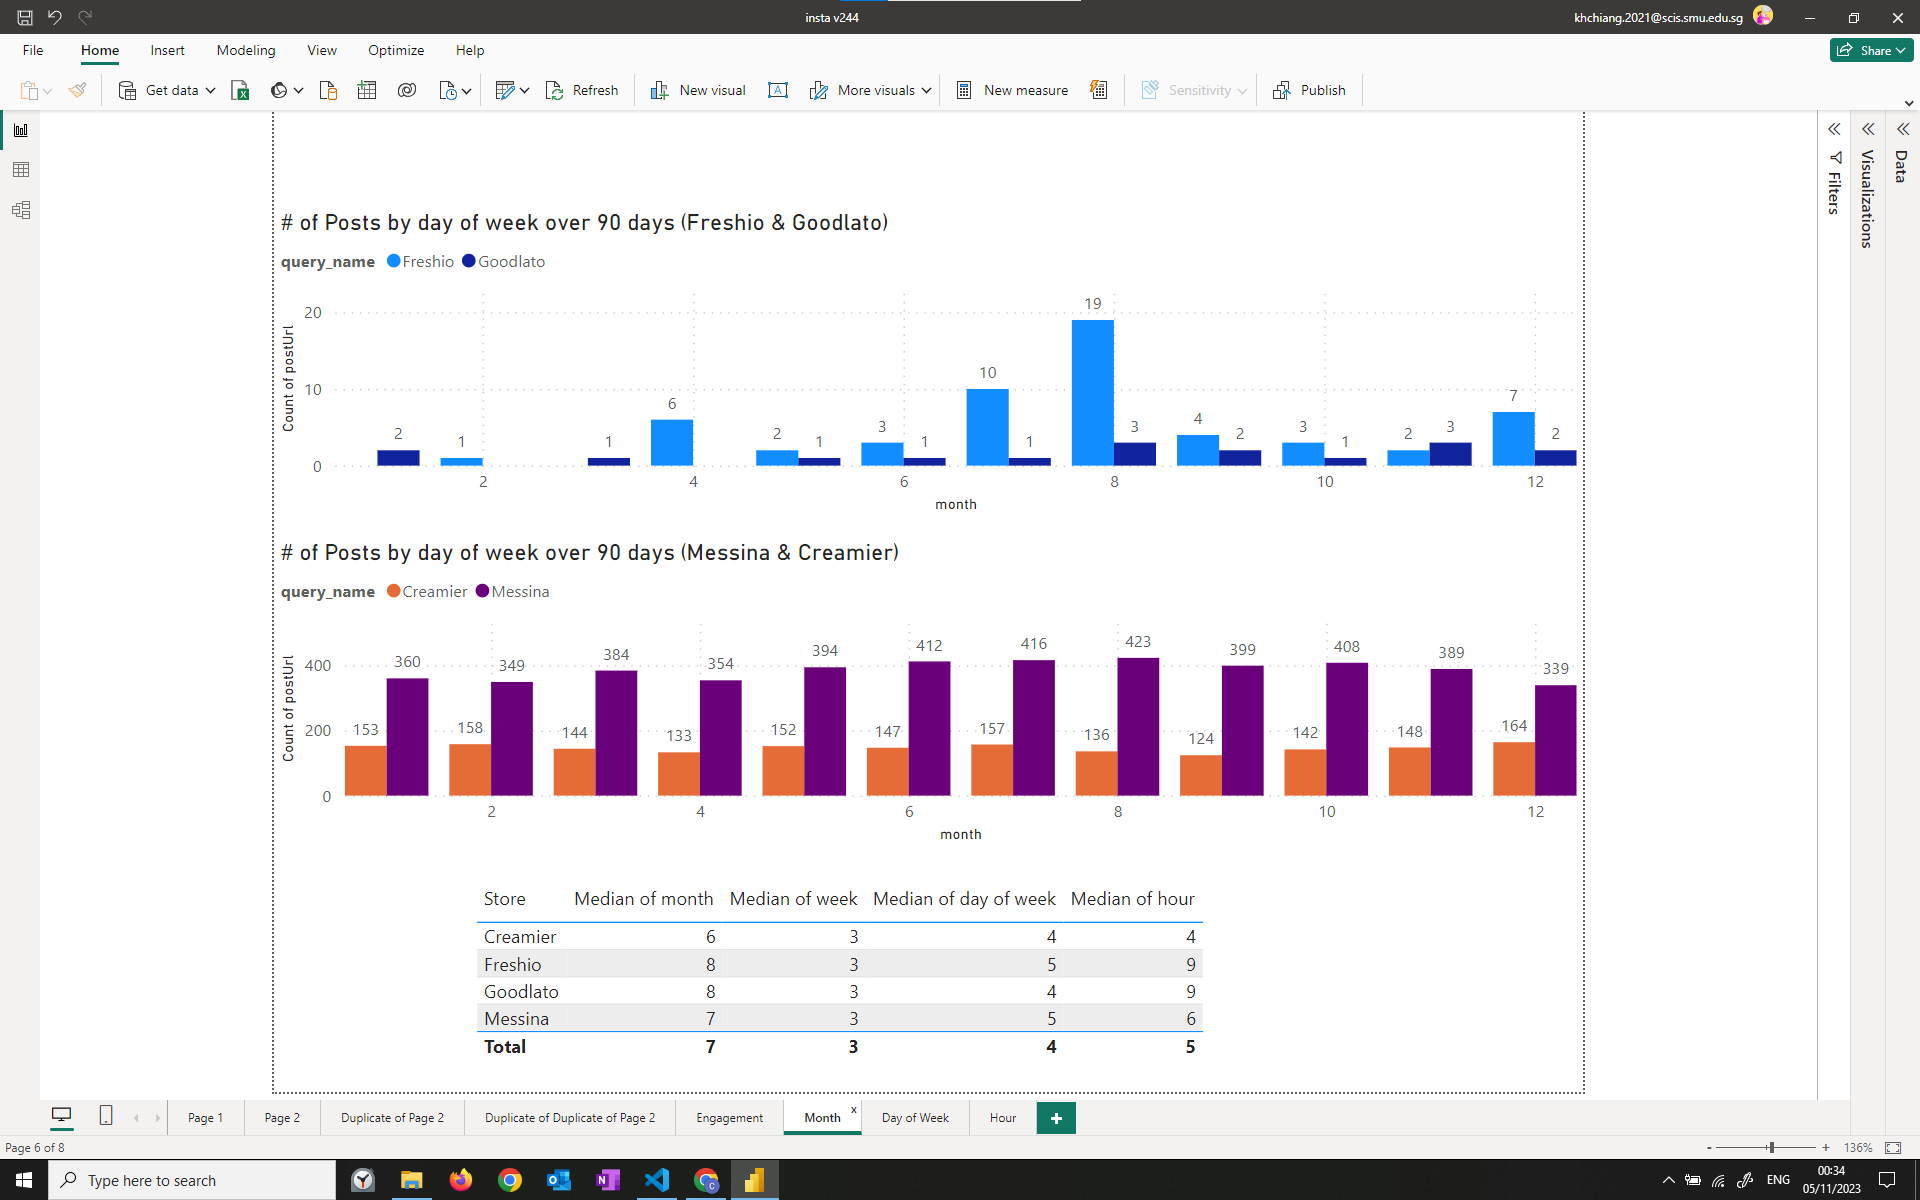 insta v244
khchiang.2021@scis.smu.edu.sg
File Home Insert Modeling View Optimize Help
Share
Get data Refresh New visual A More visuals New measure Sensitivity Publish
Filters
Visualizations
Data
# of Posts by day of week over 90 days (Freshio & Goodlato)
query_name Freshio Goodlato
Count of postUrl
20
10
0
2 1 1 6 2 1 3 1 10 1 19 3 4 2 3 1 2 3 7 2
2 4 6 8 10 12
month
# of Posts by day of week over 90 days (Messina & Creamier)
query_name Creamier Messina
Count of postUrl
400
200
0
153 360 158 349 144 384 133 354 152 394 147 412 157 416 136 423 124 399 142 408 148 389 164 339
2 4 6 8 10 12
month
Store Median of month Median of week Median of day of week Median of hour
Creamier 6 3 4 4
Freshio 8 3 5 9
Goodlato 8 3 4 9
Messina 7 3 5 6
Total 7 3 4 5
Page 1 Page 2 Duplicate of Page 2 Duplicate of Duplicate of Page 2 Engagement Month x Day of Week Hour +
Page 6 of 8
- + 136%
Type here to search
ENG
00:34
05/11/2023